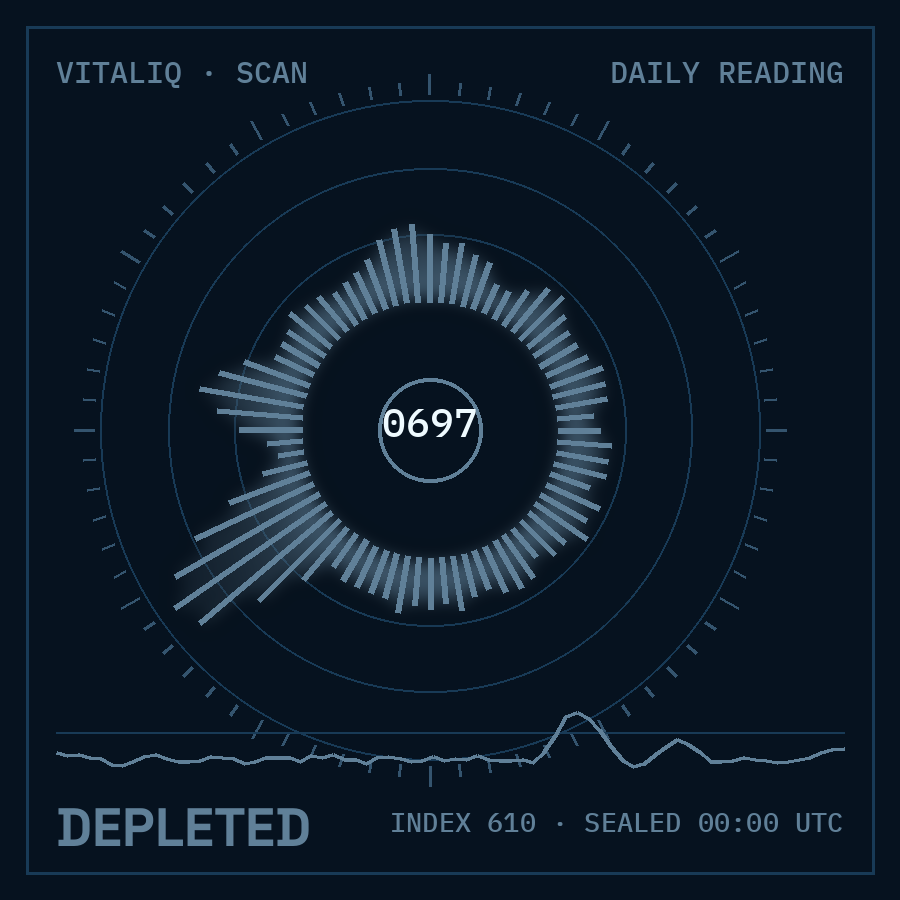 VITALIQ · SCAN
DAILY READING
0697
DEPLETED
INDEX 610 · SEALED 00:00 UTC